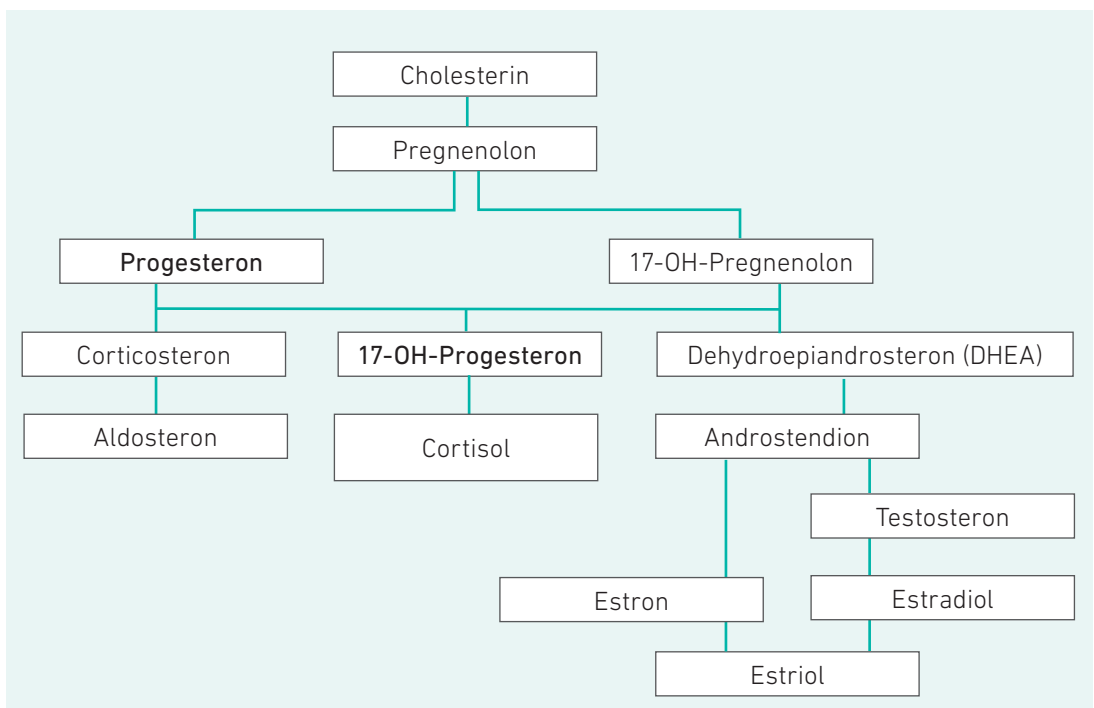 Cholesterin
Pregnenolon
Progesteron
17-OH-Pregnenolon
Corticosteron
17-OH-Progesteron
Dehydroepiandrosteron (DHEA)
Aldosteron
Cortisol
Androstendion
Testosteron
Estron
Estradiol
Estriol